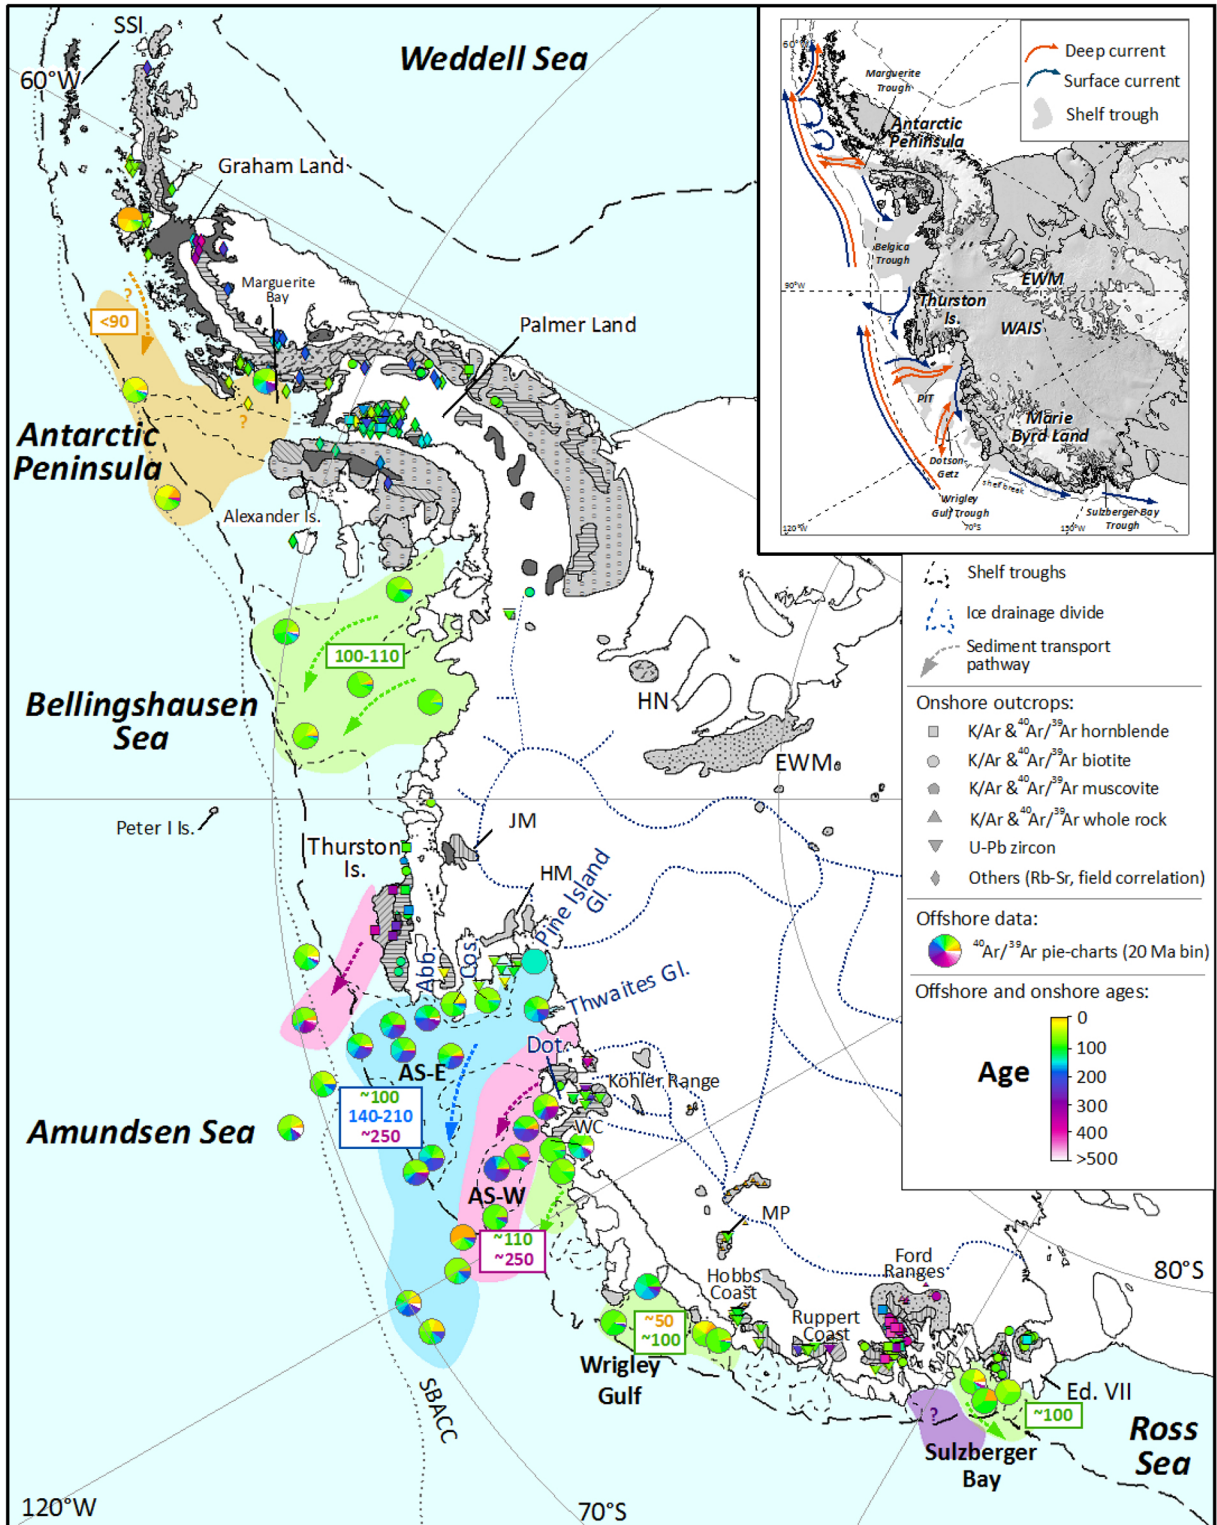 SSI
60°W
Weddell Sea
Graham Land
Marguerite
Bay
?
<90
Palmer Land
?
Antarctic
Peninsula
Alexander Is.
100-110
Bellingshausen
Sea
HN
EWM
Peter I Is.
Thurston
Is.
JM
HM
Pine Island
Gl.
Abb.
Cos.
Thwaites Gl.
Dot.
AS-E
Kohler Range
~100
140-210
~250
WC
Amundsen Sea
AS-W
~110
~250
MP
Ford
Ranges
80°S
Hobbs
Coast
Ruppert
Coast
~50
~100
Wrigley
Gulf
SBACC
Ed. VII
~100
?
Sulzberger
Bay
Ross
Sea
120°W
70°S
60°W
Marguerite
Trough
Antarctic
Peninsula
Deep current
Surface current
Shelf trough
Belgica
Trough
90°W
Thurston
Is.
?
EWM
WAIS
PIT
Marie
Byrd Land
Dotson-
Getz
shelf break
Wrigley
Gulf Trough
Sulzberger Bay
Trough
120°W
70°S
150°W
Shelf troughs
Ice drainage divide
Sediment transport
pathway
Onshore outcrops:
K/Ar & ⁴⁰Ar/³⁹Ar hornblende
K/Ar & ⁴⁰Ar/³⁹Ar biotite
K/Ar & ⁴⁰Ar/³⁹Ar muscovite
K/Ar & ⁴⁰Ar/³⁹Ar whole rock
U-Pb zircon
Others (Rb-Sr, field correlation)
Offshore data:
⁴⁰Ar/³⁹Ar pie-charts (20 Ma bin)
Offshore and onshore ages:
Age
0
100
200
300
400
>500